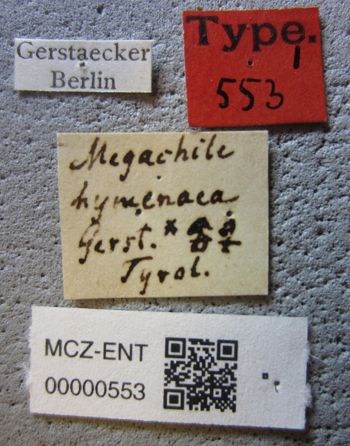 Gerstaecker
Berlin
Type.
1
553
Megachile
hymenaea
Gerst. *
Tyrol.
MCZ-ENT
00000553